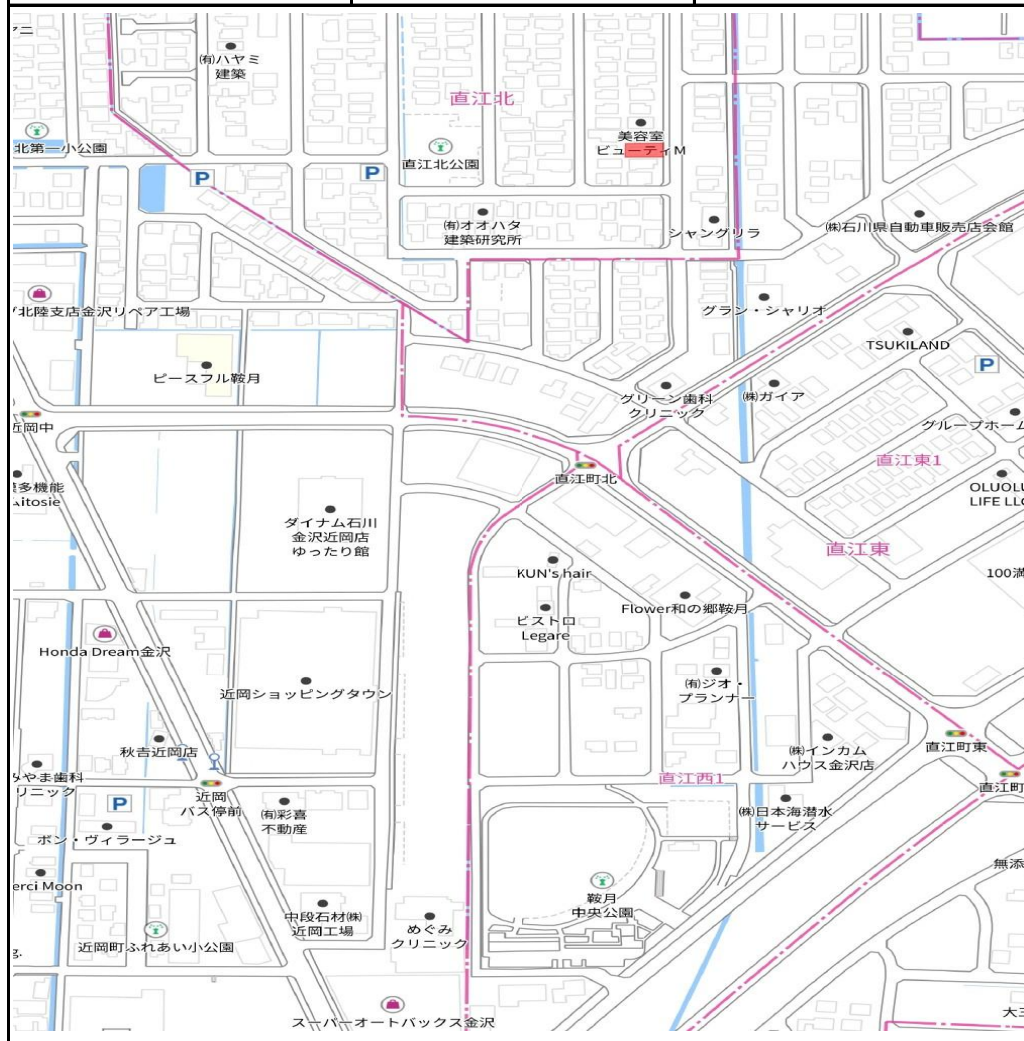 ㈲ハヤミ
建築
直江北
北第一小公園
P
P
直江北公園
美容室
ビューティM
㈲オオハタ
建築研究所
シャングリラ
㈱石川県自動車販売店会館
北陸支店金沢リペア工場
グラン・シャリオ
TSUKILAND
P
ピースフル鞍月
グリーン歯科
クリニック
㈱ガイア
グループホーム
近岡中
直江東1
直江町北
多機能
itosie
OLUOLU
LIFE LLC
ダイナム石川
金沢近岡店
ゆったり館
直江東
KUN's hair
100満
Flower和の郷鞍月
ビストロ
Legare
Honda Dream金沢
近岡ショッピングタウン
㈲ジオ・
プランナー
秋吉近岡店
㈱インカム
ハウス金沢店
直江町東
みやま歯科
リニック
直江西1
直江町
P
近岡
バス停前
㈲彩喜
不動産
㈱日本海潜水
サービス
ボン・ヴィラージュ
無添
erci Moon
鞍月
中央公園
中段石材㈱
近岡工場
めぐみ
クリニック
近岡町ふれあい小公園
g.
スーパーオートバックス金沢
大三